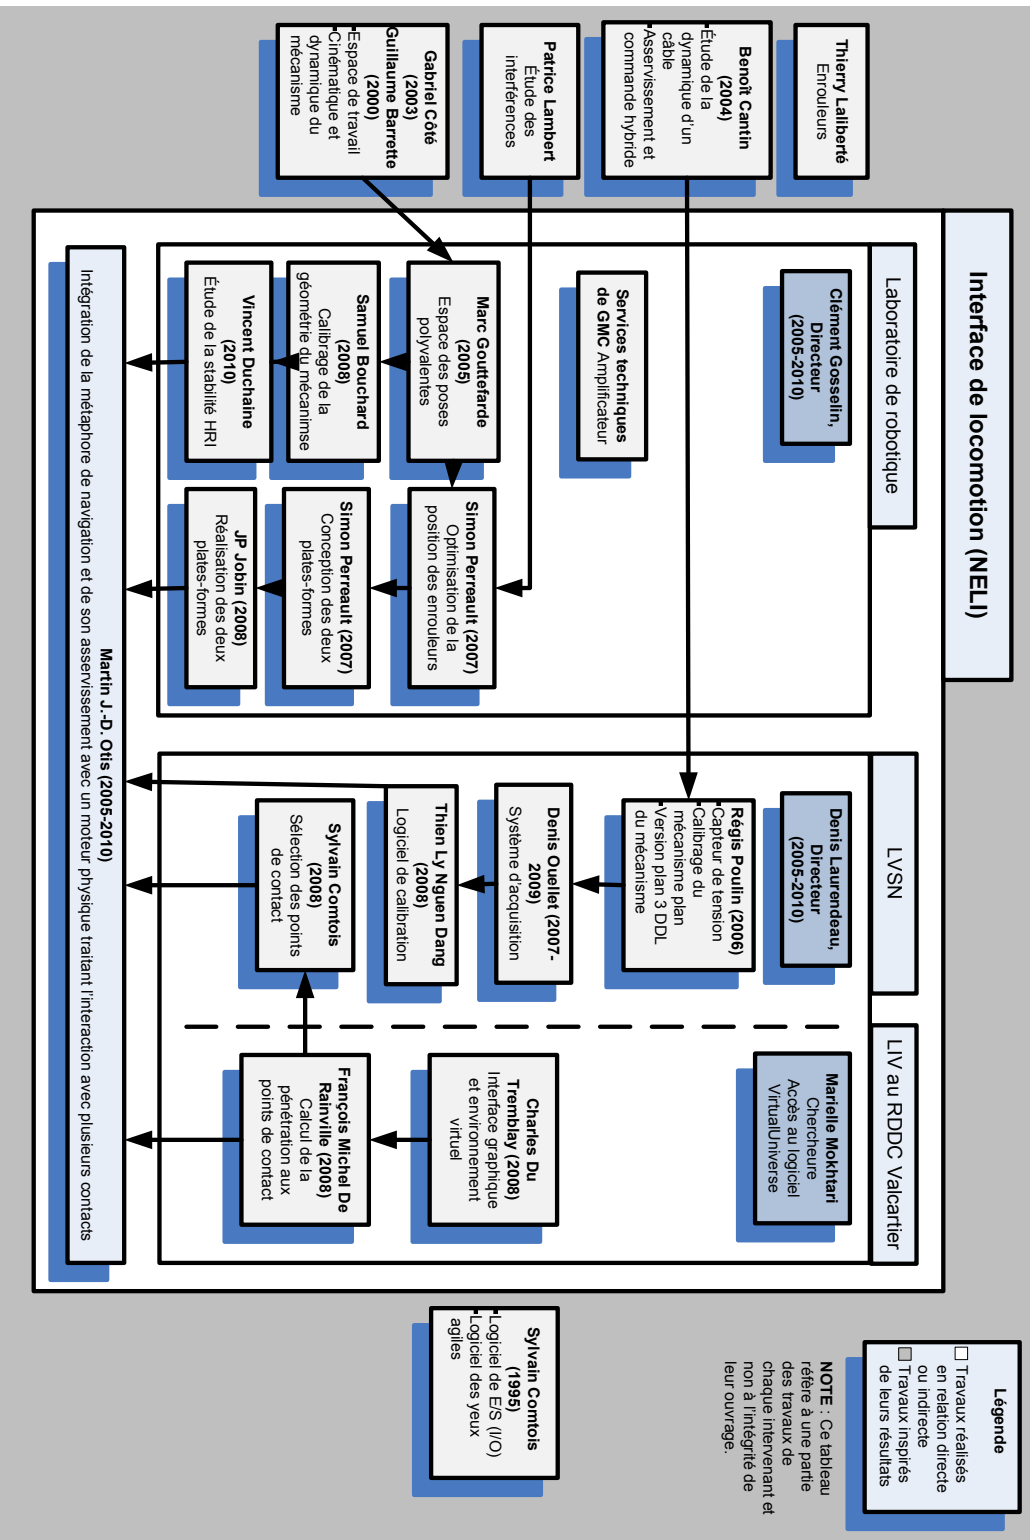 Interface de locomotion (NELI)
Thierry Laliberté
Enrouleurs
Benoît Cantin
(2004)
Étude de la
dynamique d'un
câble
Asservissement et
commande hybride
Patrice Lambert
Étude des
interférences
Gabriel Côté
(2003)
Guillaume Barrette
(2000)
Espace de travail
Cinématique et
dynamique du
mécanisme
Laboratoire de robotique
Clément Gosselin,
Directeur
(2005-2010)
Services techniques
de GMC Amplificateur
Marc Gouttefarde
(2005)
Espace des poses
polyvalentes
Samuel Bouchard
(2008)
Calibrage de la
géométrie du mécanimse
Vincent Duchaine
(2010)
Étude de la stabilité HRI
Simon Perreault (2007)
Optimisation de la
position des enrouleurs
Simon Perreault (2007)
Conception des deux
plates-formes
JP Jobin (2008)
Réalisation des deux
plates-formes
LVSN
Denis Laurendeau,
Directeur
(2005-2010)
Régis Poulin (2006)
Capteur de tension
Calibrage du
mécanisme plan
Version plan 3 DDL
du mécanisme
Denis Ouellet (2007-
2009)
Système d'acquisition
Thien Ly Nguen Dang
(2008)
Logiciel de calibration
Sylvain Comtois
(2008)
Sélection des points
de contact
LIV au RDDC Valcartier
Marielle Mokhtari
Chercheure
Accès au logiciel
VirtualUniverse
Charles Du
Tremblay (2008)
Interface graphique
et environnement
virtuel
François Michel De
Rainville (2008)
Calcul de la
pénétration aux
points de contact
Martin J.-D. Otis (2005-2010)
Intégration de la métaphore de navigation et de son asservissement avec un moteur physique traitant l'interaction avec plusieurs contacts
Légende
Travaux réalisés
en relation directe
ou indirecte
Travaux inspirés
de leurs résultats
NOTE : Ce tableau
réfère à une partie
des travaux de
chaque intervenant et
non à l'intégrité de
leur ouvrage.
Sylvain Comtois
(1995)
Logiciel de E/S (I/O)
Logiciel des yeux
agiles